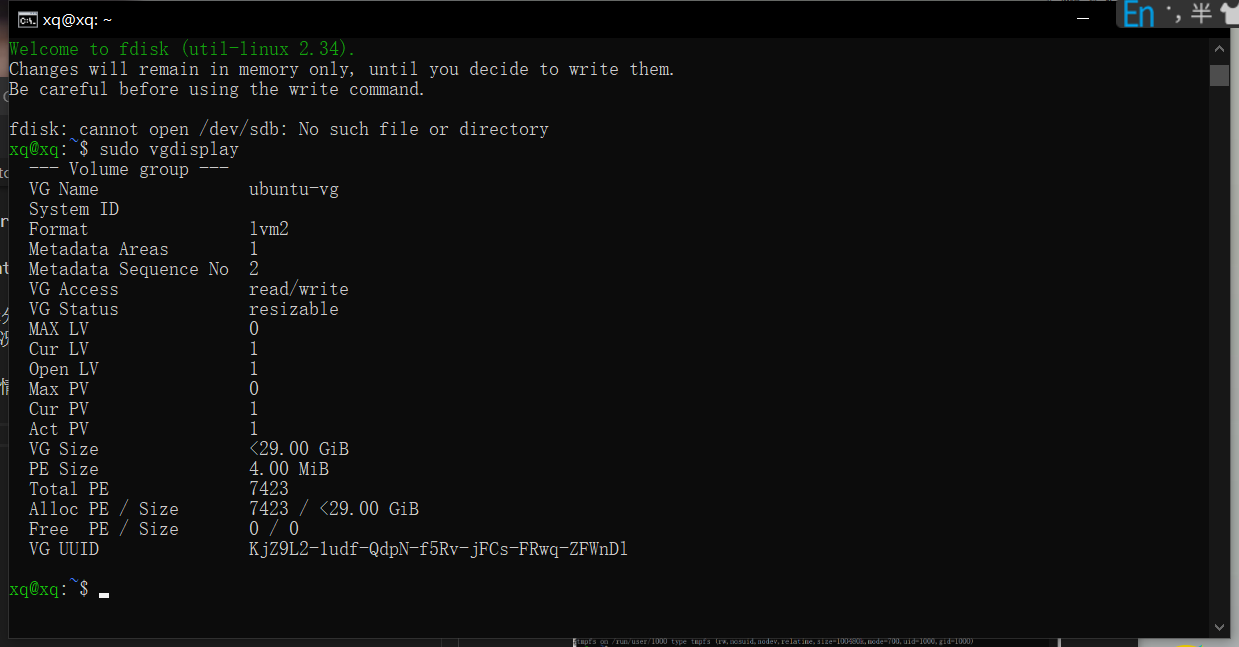 xq@xq: ~
En
半
Welcome to fdisk (util-linux 2.34).
Changes will remain in memory only, until you decide to write them.
Be careful before using the write command.
fdisk: cannot open /dev/sdb: No such file or directory
xq@xq:~$ sudo vgdisplay
--- Volume group ---
VG Name ubuntu-vg
System ID
Format lvm2
Metadata Areas 1
Metadata Sequence No 2
VG Access read/write
VG Status resizable
MAX LV 0
Cur LV 1
Open LV 1
Max PV 0
Cur PV 1
Act PV 1
VG Size <29.00 GiB
PE Size 4.00 MiB
Total PE 7423
Alloc PE / Size 7423 / <29.00 GiB
Free  PE / Size 0 / 0
VG UUID KjZ9L2-1udf-QdpN-f5Rv-jFCs-FRwq-ZFWnDl
xq@xq:~$
tmpfs on /run/user/1000 type tmpfs (rw,nosuid,nodev,relatime,size=100490k,mode=700,uid=1000,gid=1000)